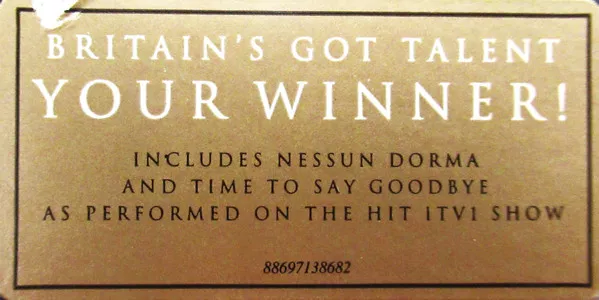 BRITAIN'S GOT TALENT
YOUR WINNER!
INCLUDES NESSUN DORMA
AND TIME TO SAY GOODBYE
AS PERFORMED ON THE HIT ITV1 SHOW
88697138682